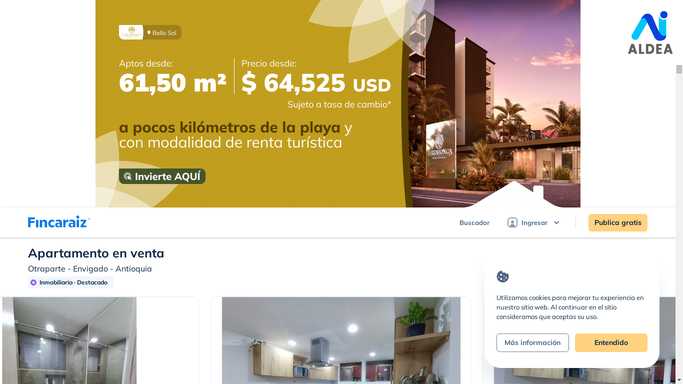 Bello Sol
ALDEA
Aptos desde:
61,50 m²
Precio desde:
$ 64,525 USD
Sujeto a tasa de cambio*
a pocos kilómetros de la playa y
con modalidad de renta turística
Invierte AQUÍ
Fincaraíz
Buscador
Ingresar
Publica gratis
Apartamento en venta
Otraparte - Envigado - Antioquia
Inmobiliaria · Destacado
Utilizamos cookies para mejorar tu experiencia en
nuestro sitio web. Al continuar en el sitio
consideramos que aceptas su uso.
Más información
Entendido